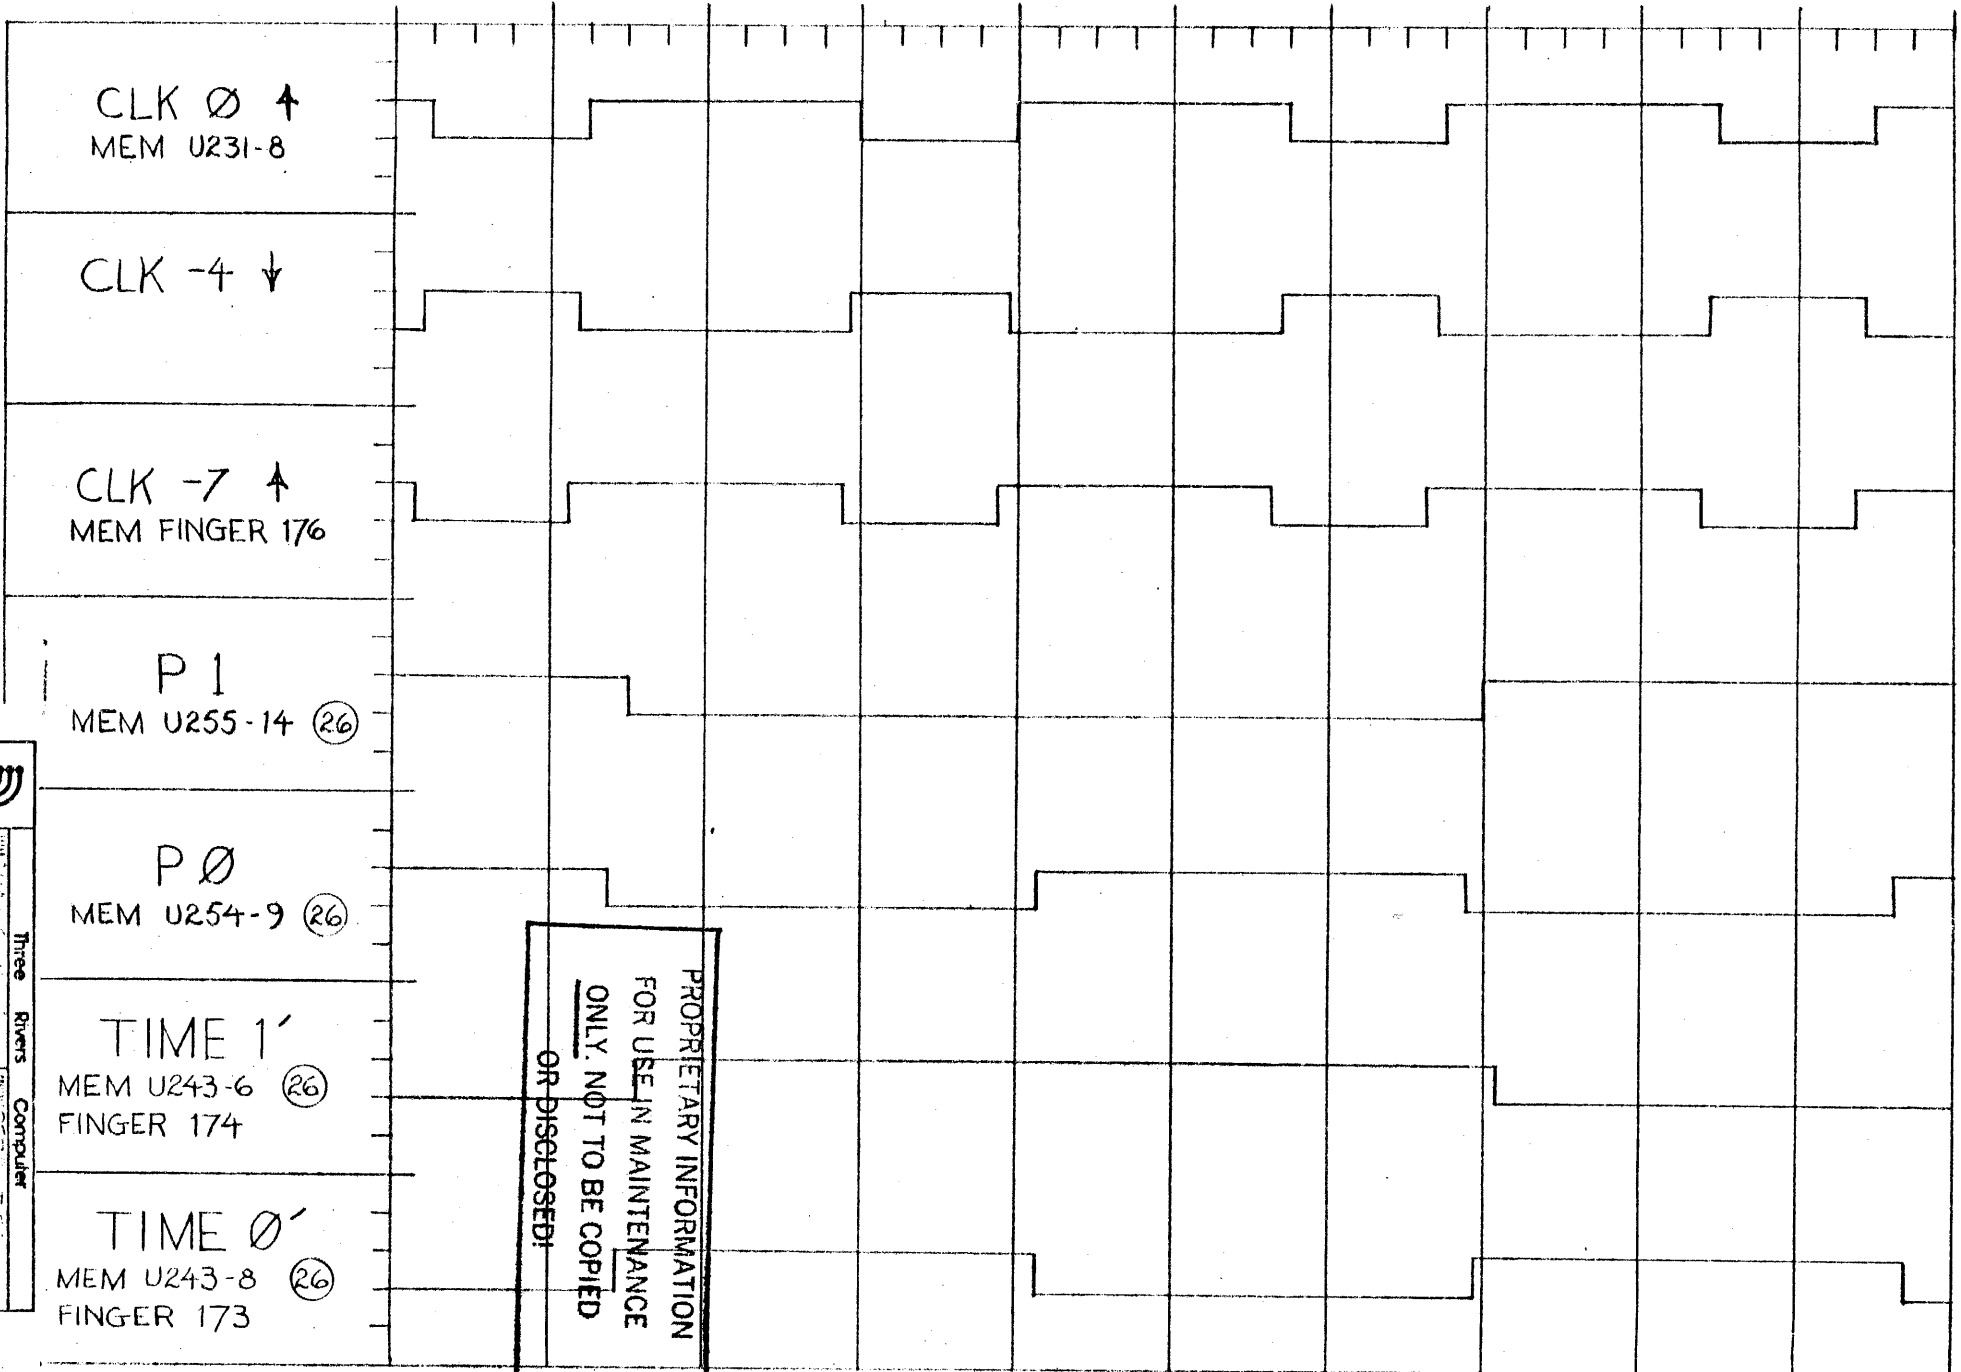 CLK Ø ↑
MEM U231-8
CLK -4 ↓
CLK -7 ↑
MEM FINGER 176
P 1
MEM U255-14 26
P Ø
MEM U254-9 26
TIME 1′
MEM U243-6 26
FINGER 174
TIME Ø′
MEM U243-8 26
FINGER 173
PROPRIETARY INFORMATION
FOR USE IN MAINTENANCE
ONLY. NOT TO BE COPIED
OR DISCLOSED!
Three Rivers Computer